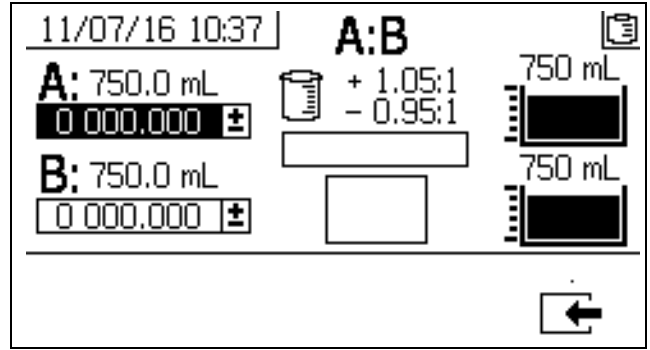 11/07/16 10:37
A:B
A: 750.0 mL
0 000.000 ±
+ 1.05:1
- 0.95:1
750 mL
B: 750.0 mL
0 000.000 ±
750 mL